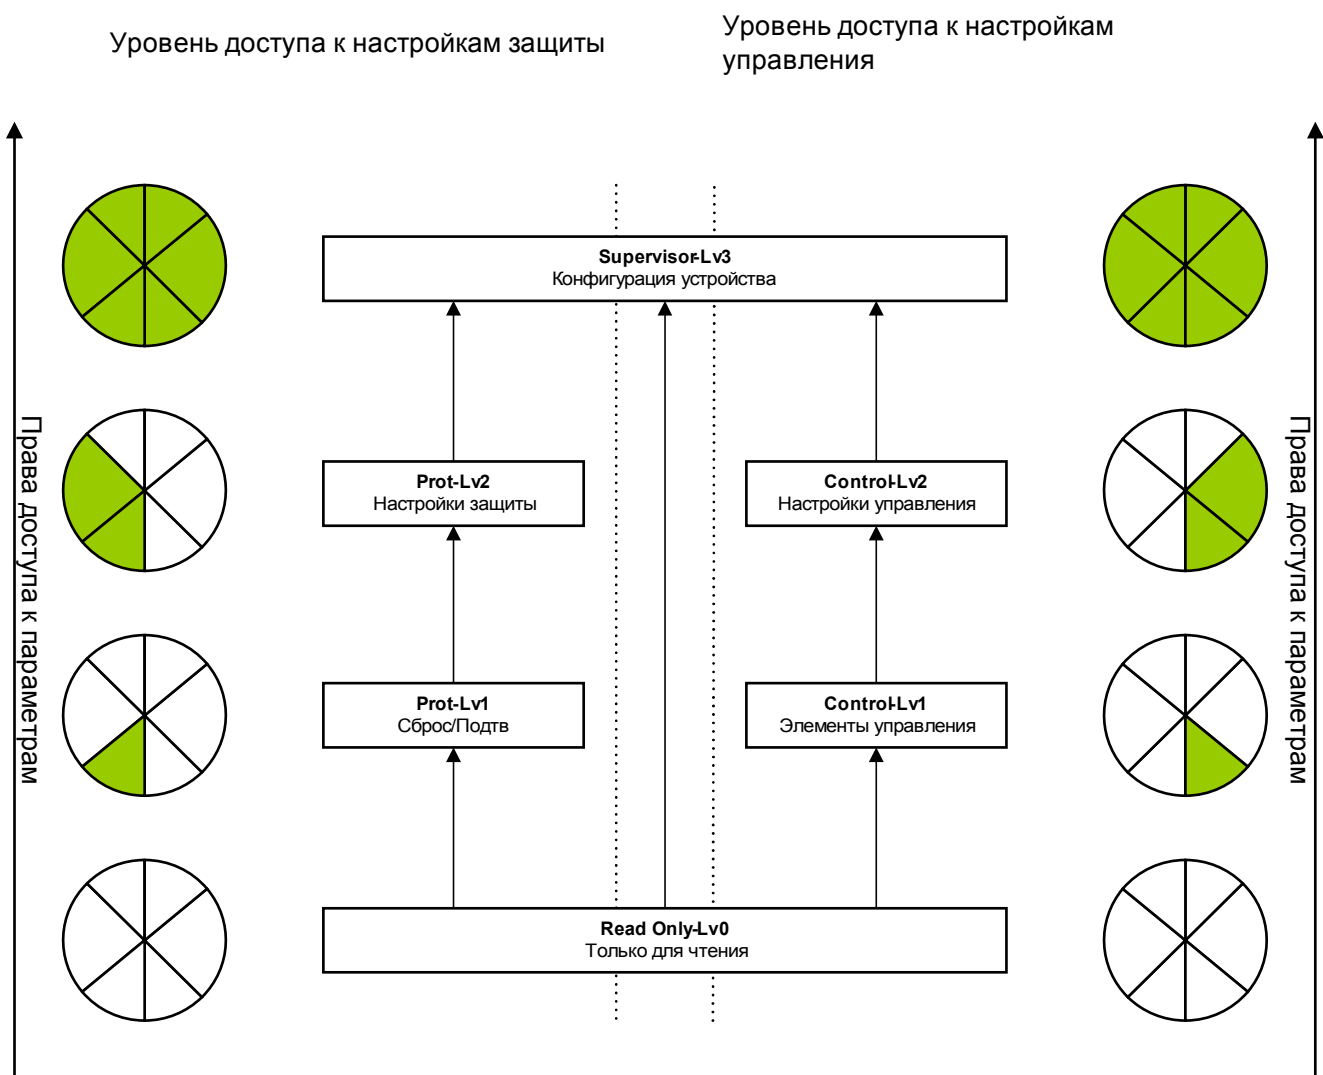 Уровень доступа к настройкам защиты
Уровень доступа к настройкам
управления
Supervisor-Lv3
Конфигурация устройства
Права доступа к параметрам
Права доступа к параметрам
Prot-Lv2
Настройки защиты
Control-Lv2
Настройки управления
Prot-Lv1
Сброс/Подтв
Control-Lv1
Элементы управления
Read Only-Lv0
Только для чтения